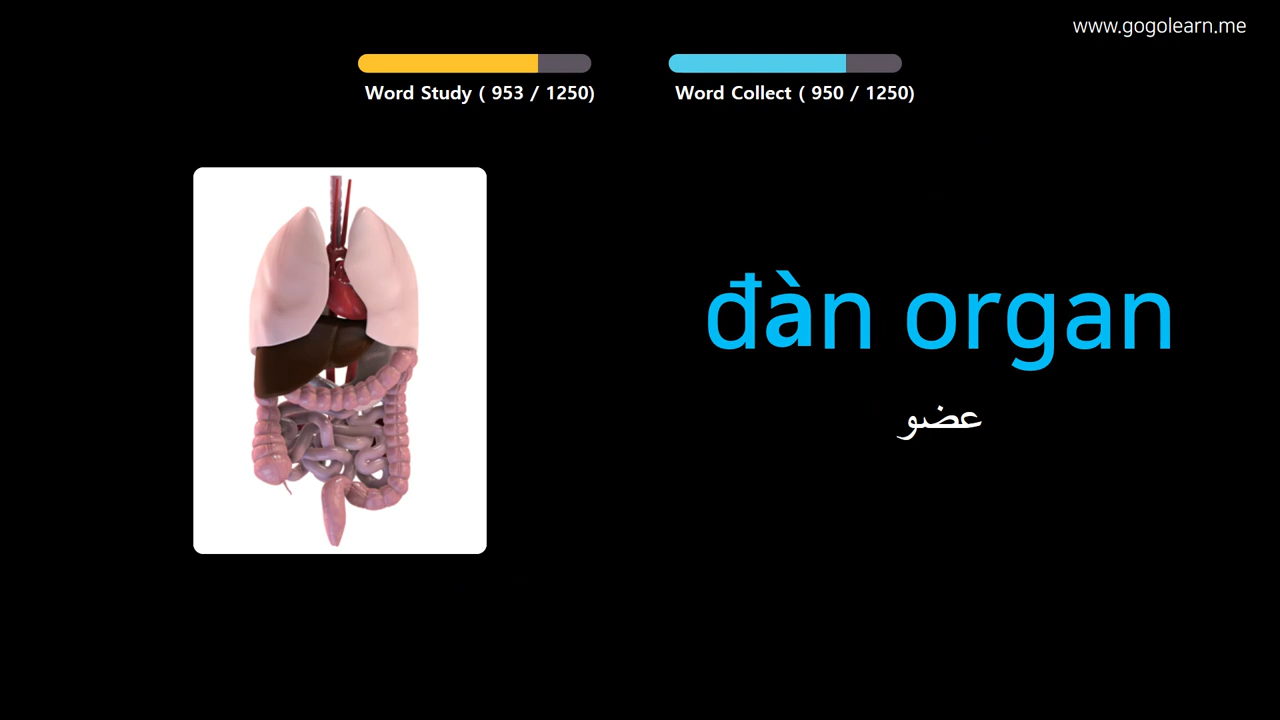 www.gogolearn.me
Word Study ( 953 / 1250)
Word Collect ( 950 / 1250)
đàn organ
عضو